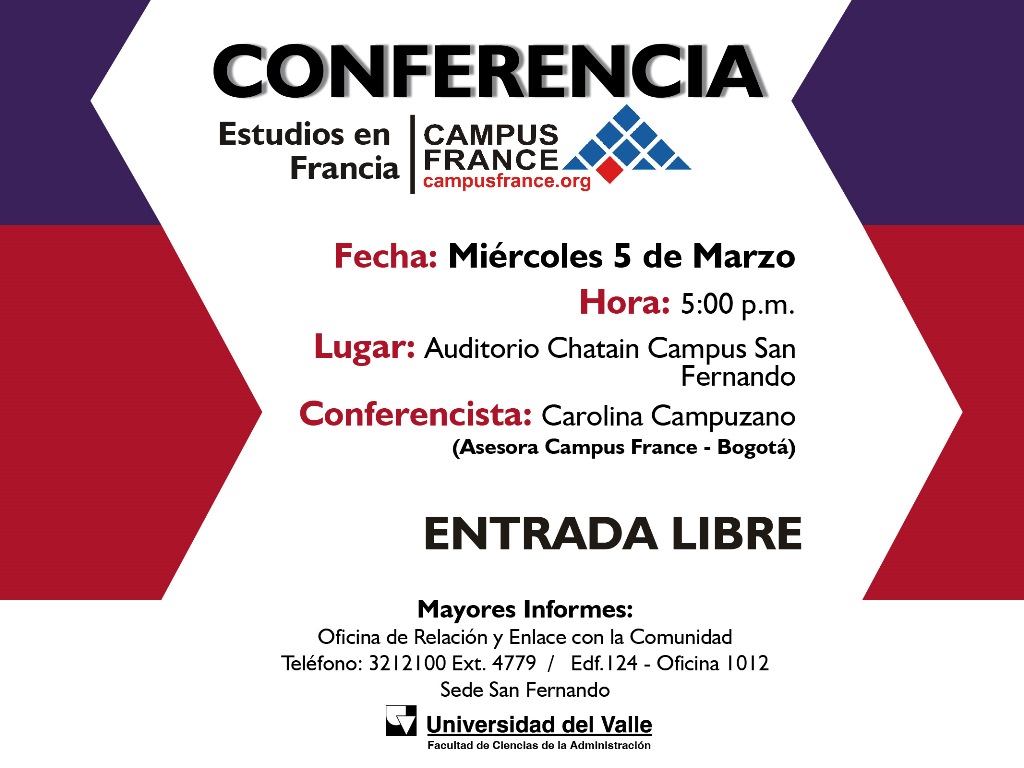 CONFERENCIA
Estudios en
Francia
CAMPUS
FRANCE
campusfrance.org
Fecha: Miércoles 5 de Marzo
Hora: 5:00 p.m.
Lugar: Auditorio Chatain Campus San
Fernando
Conferencista: Carolina Campuzano
(Asesora Campus France - Bogotá)
ENTRADA LIBRE
Mayores Informes:
Oficina de Relación y Enlace con la Comunidad
Teléfono: 3212100 Ext. 4779 / Edf.124 - Oficina 1012
Sede San Fernando
Universidad del Valle
Facultad de Ciencias de la Administración